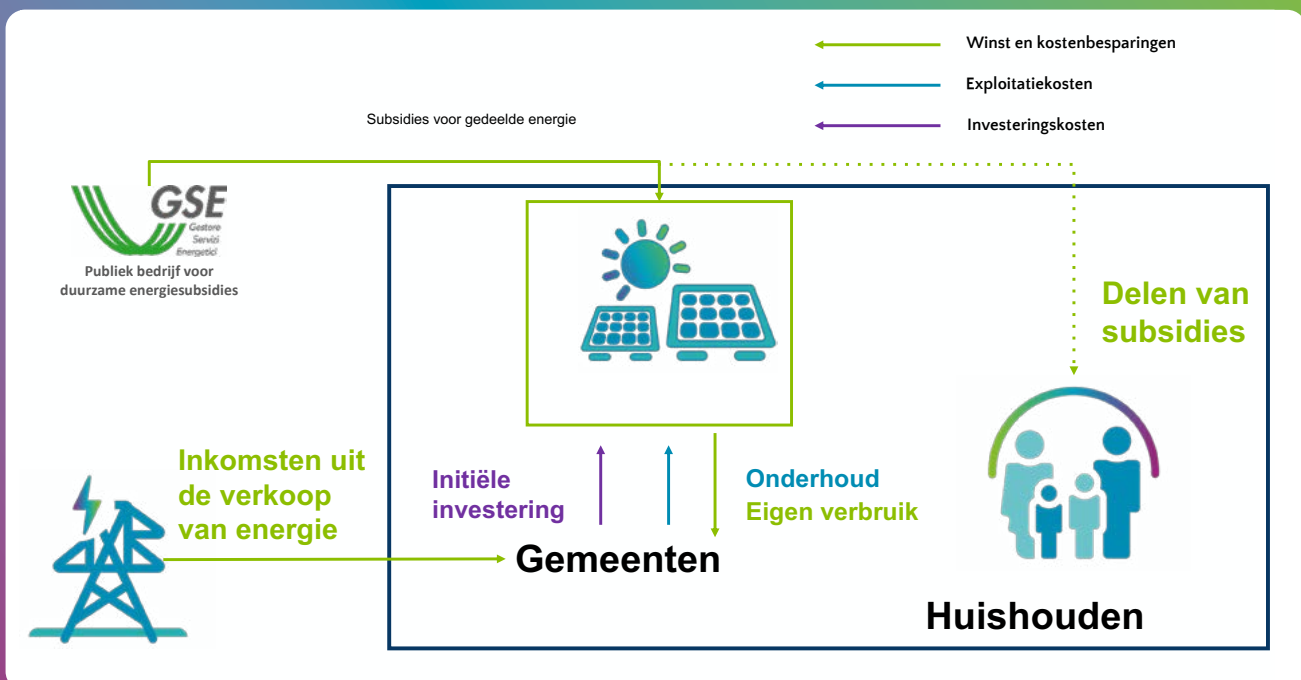 Winst en kostenbesparingen
Exploitatiekosten
Investeringskosten
Subsidies voor gedeelde energie
GSE
Gestore
Servizi
Energetici
Publiek bedrijf voor
duurzame energiesubsidies
Delen van
subsidies
Inkomsten uit
de verkoop
van energie
Initiële
investering
Onderhoud
Eigen verbruik
Gemeenten
Huishouden